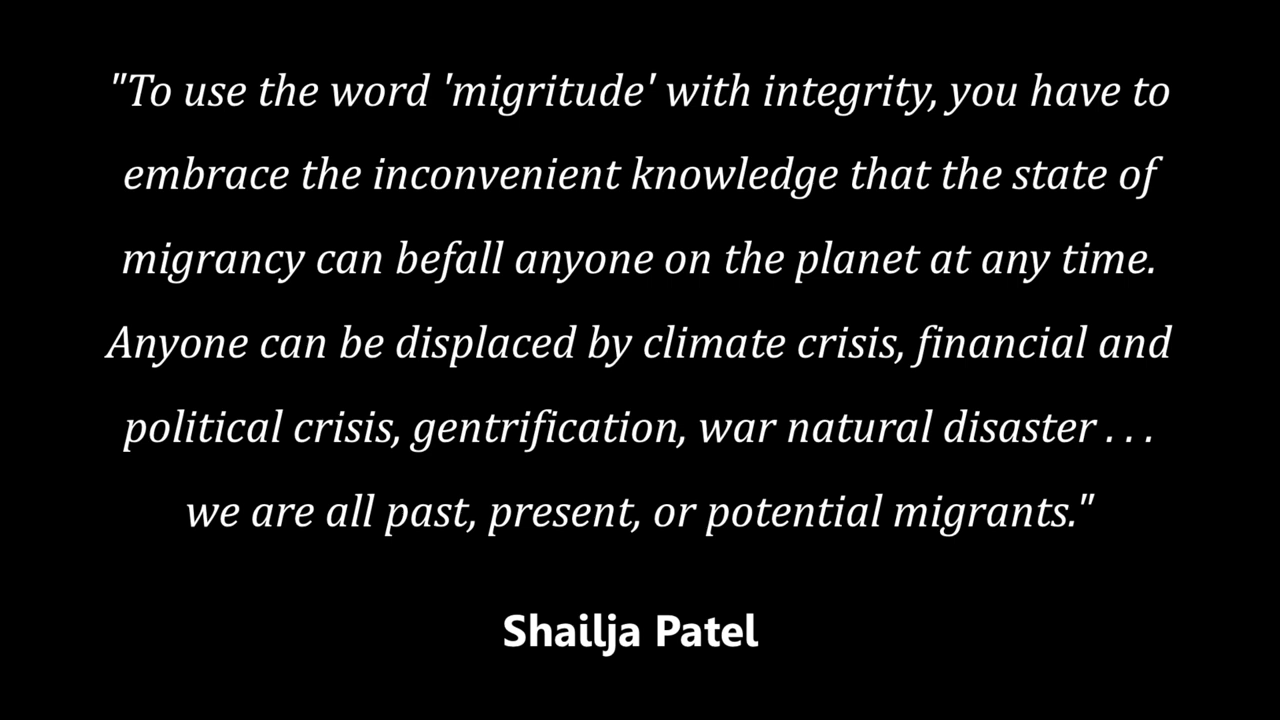 "To use the word 'migritude' with integrity, you have to
embrace the inconvenient knowledge that the state of
migrancy can befall anyone on the planet at any time.
Anyone can be displaced by climate crisis, financial and
political crisis, gentrification, war natural disaster . . .
we are all past, present, or potential migrants."
Shailja Patel